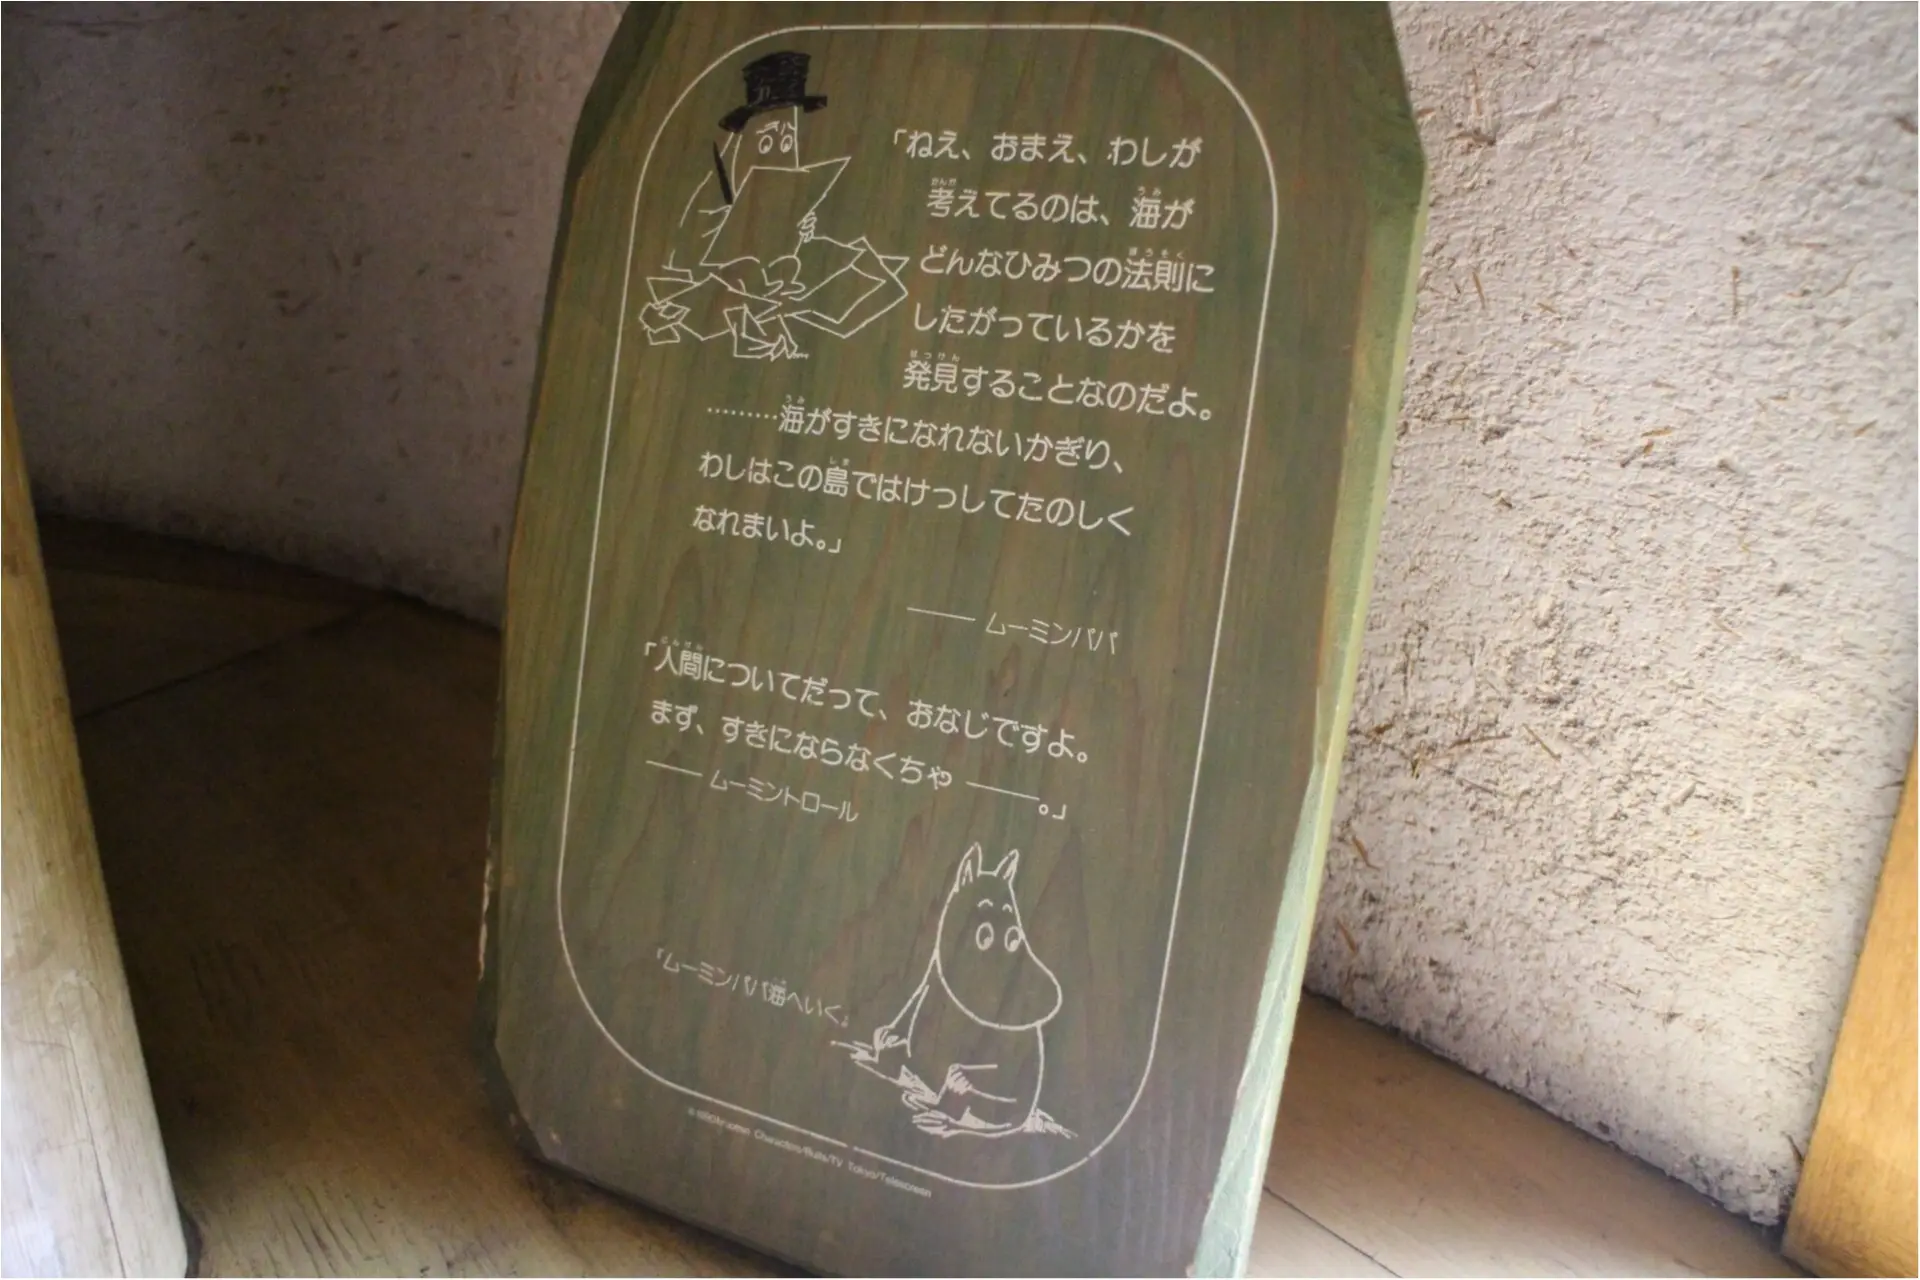 「ねえ、おまえ、わしが
考えてるのは、海が
どんなひみつの法則に
したがっているかを
発見することなのだよ。
………海がすきになれないかぎり、
わしはこの島ではけっしてたのしく
なれまいよ。」
―― ムーミンパパ
「人間についてだって、おなじですよ。
まず、すきにならなくちゃ ――。」
―― ムーミントロール
「ムーミンパパ海へいく」
Characters/Bulls/TV Tokyo/Telescreen